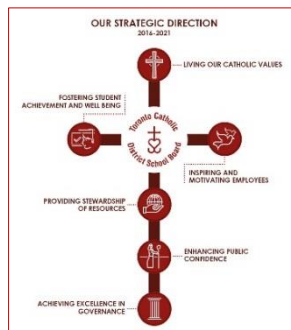 OUR STRATEGIC DIRECTION
2016-2021
LIVING OUR CATHOLIC VALUES
FOSTERING STUDENT
ACHIEVEMENT AND WELL BEING
Toronto Catholic
District School Board
INSPIRING AND
MOTIVATING EMPLOYEES
PROVIDING STEWARDSHIP
OF RESOURCES
ENHANCING PUBLIC
CONFIDENCE
ACHIEVING EXCELLENCE IN
GOVERNANCE